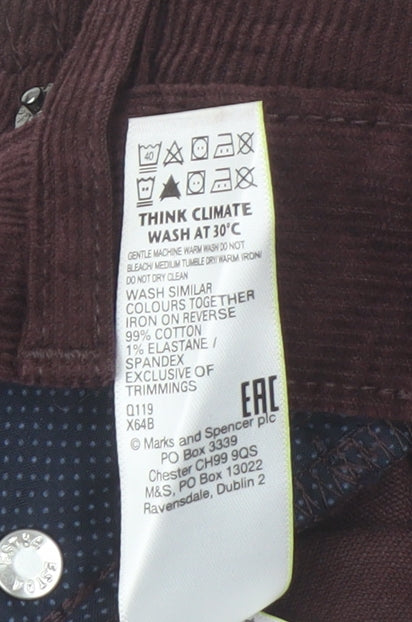 40
THINK CLIMATE
WASH AT 30°C
GENTLE MACHINE WARM WASH DO NOT
BLEACH/ MEDIUM TUMBLE DRY/ WARM IRON/
DO NOT DRY CLEAN
WASH SIMILAR
COLOURS TOGETHER
IRON ON REVERSE
99% COTTON
1% ELASTANE /
SPANDEX
EXCLUSIVE OF
TRIMMINGS
Q119
X64B
EAC
© Marks and Spencer plc
PO Box 3339
Chester CH99 9QS
M&S, PO Box 13022
Ravensdale, Dublin 2